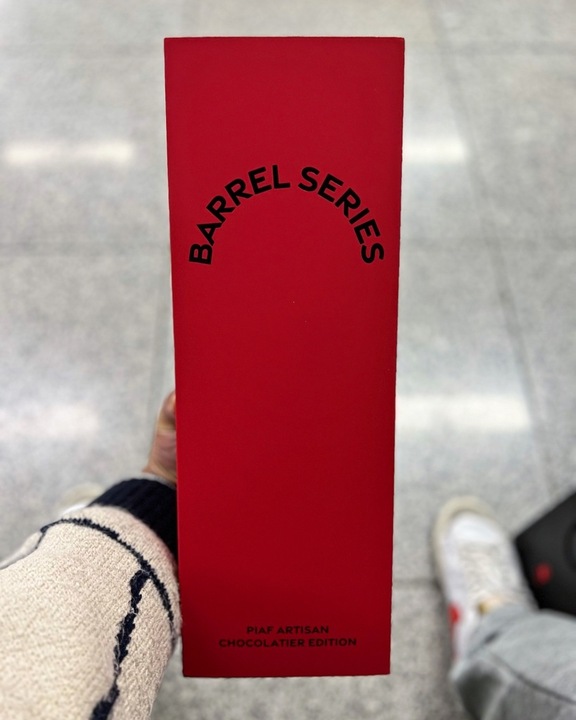 BARREL SERIES
PIAF ARTISAN
CHOCOLATIER EDITION